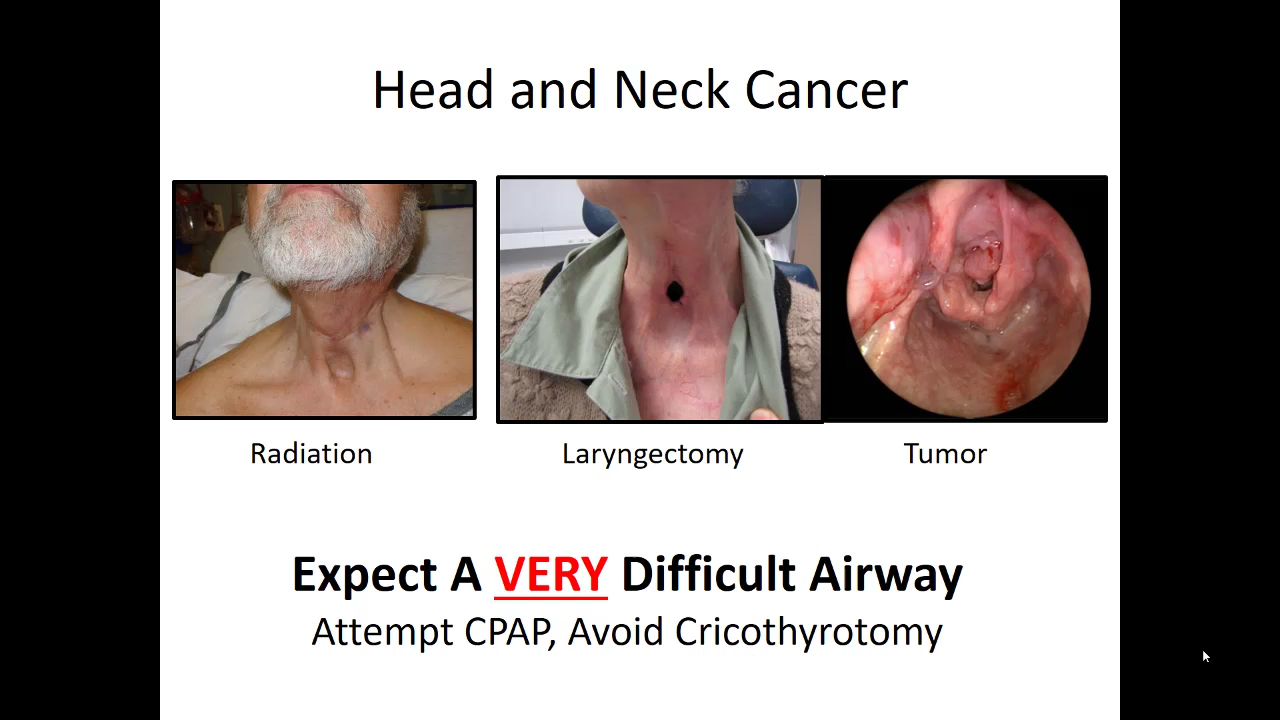 Head and Neck Cancer
Radiation
Laryngectomy
Tumor
Expect A VERY Difficult Airway
Attempt CPAP, Avoid Cricothyrotomy